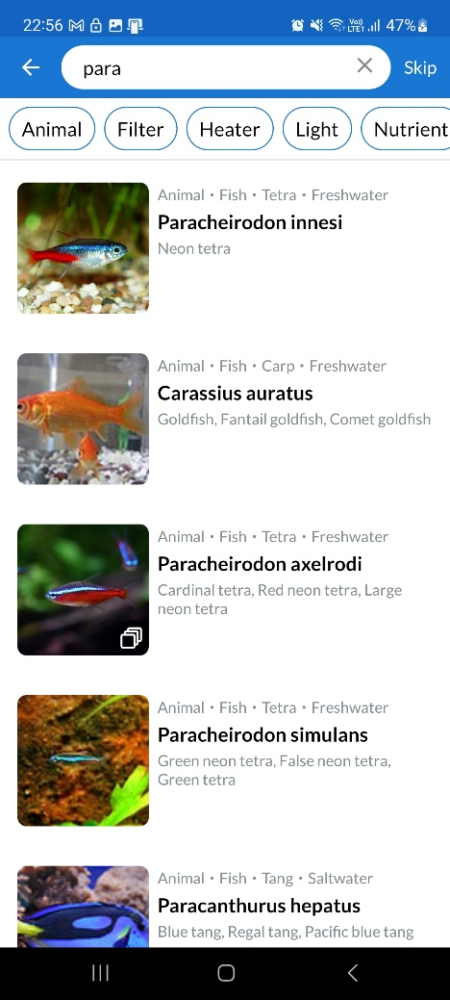 22:56 Vo)) LTE1 47%
para Skip
Animal Filter Heater Light Nutrient
Animal • Fish • Tetra • Freshwater
Paracheirodon innesi
Neon tetra
Animal • Fish • Carp • Freshwater
Carassius auratus
Goldfish, Fantail goldfish, Comet goldfish
Animal • Fish • Tetra • Freshwater
Paracheirodon axelrodi
Cardinal tetra, Red neon tetra, Large
neon tetra
Animal • Fish • Tetra • Freshwater
Paracheirodon simulans
Green neon tetra, False neon tetra,
Green tetra
Animal • Fish • Tang • Saltwater
Paracanthurus hepatus
Blue tang, Regal tang, Pacific blue tang